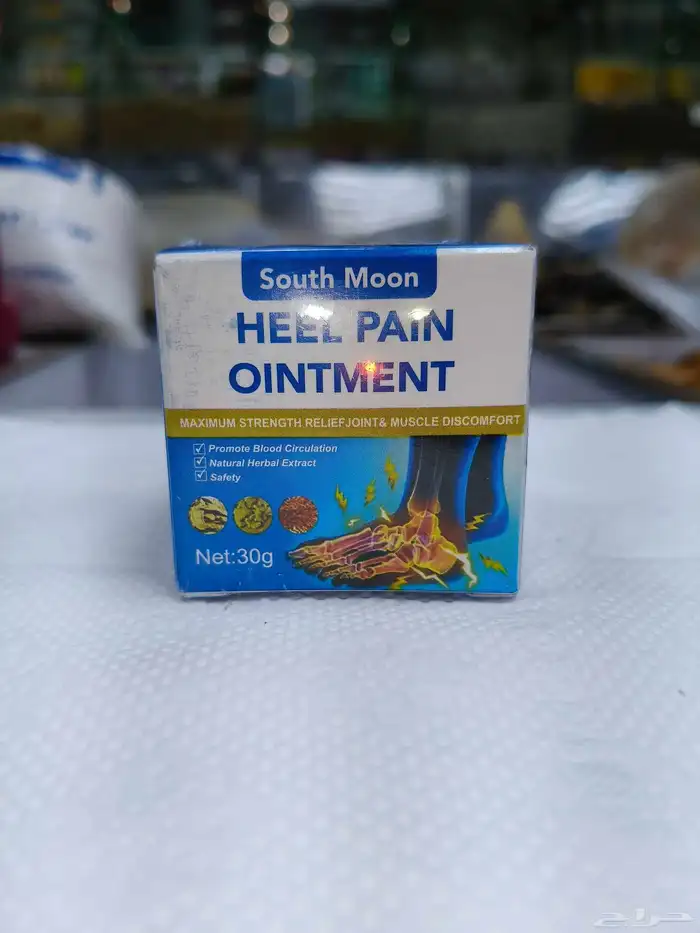 South Moon
HEEL PAIN
OINTMENT
MAXIMUM STRENGTH RELIEFJOINT& MUSCLE DISCOMFORT
Promote Blood Circulation
Natural Herbal Extract
Safety
Net:30g
حراج